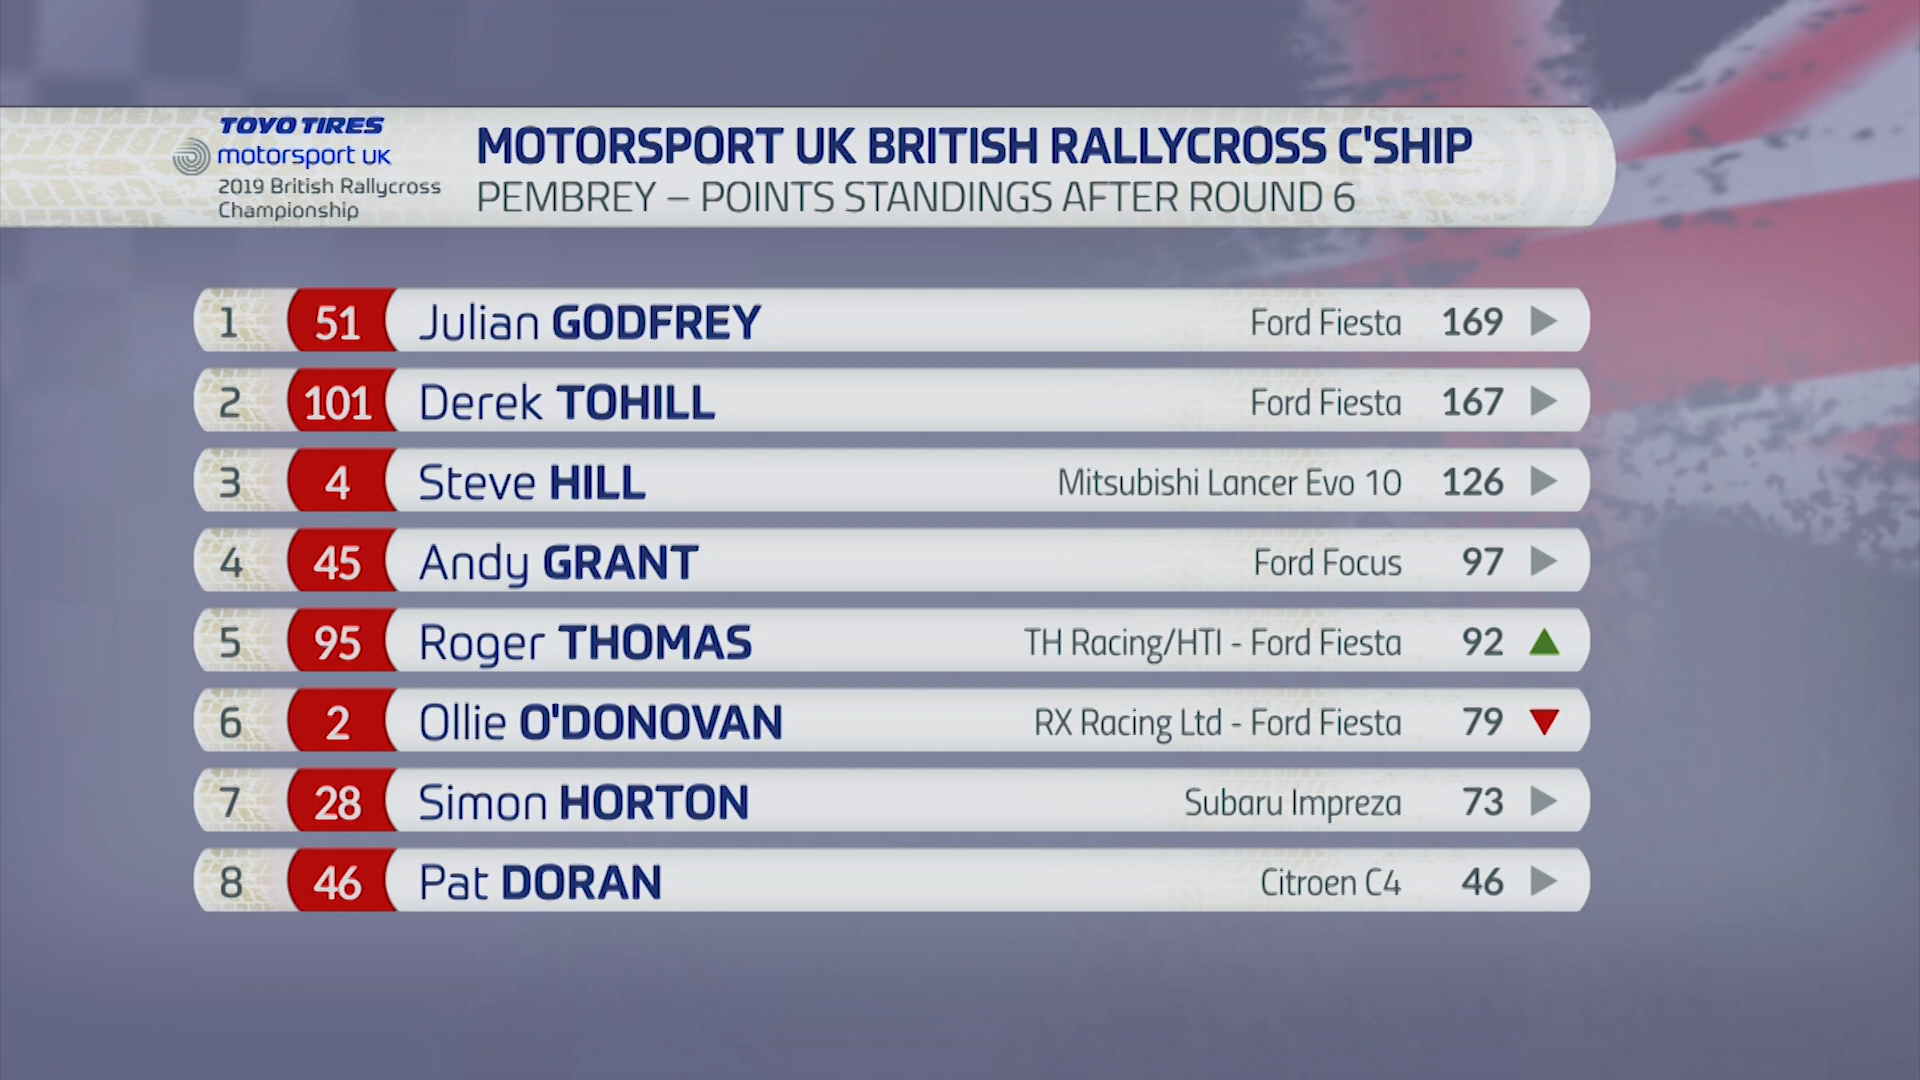 TOYO TIRES
motorsport UK
2019 British Rallycross
Championship
MOTORSPORT UK BRITISH RALLYCROSS C'SHIP
PEMBREY – POINTS STANDINGS AFTER ROUND 6
1 51 Julian GODFREY Ford Fiesta 169
2 101 Derek TOHILL Ford Fiesta 167
3 4 Steve HILL Mitsubishi Lancer Evo 10 126
4 45 Andy GRANT Ford Focus 97
5 95 Roger THOMAS TH Racing/HTI - Ford Fiesta 92
6 2 Ollie O'DONOVAN RX Racing Ltd - Ford Fiesta 79
7 28 Simon HORTON Subaru Impreza 73
8 46 Pat DORAN Citroen C4 46